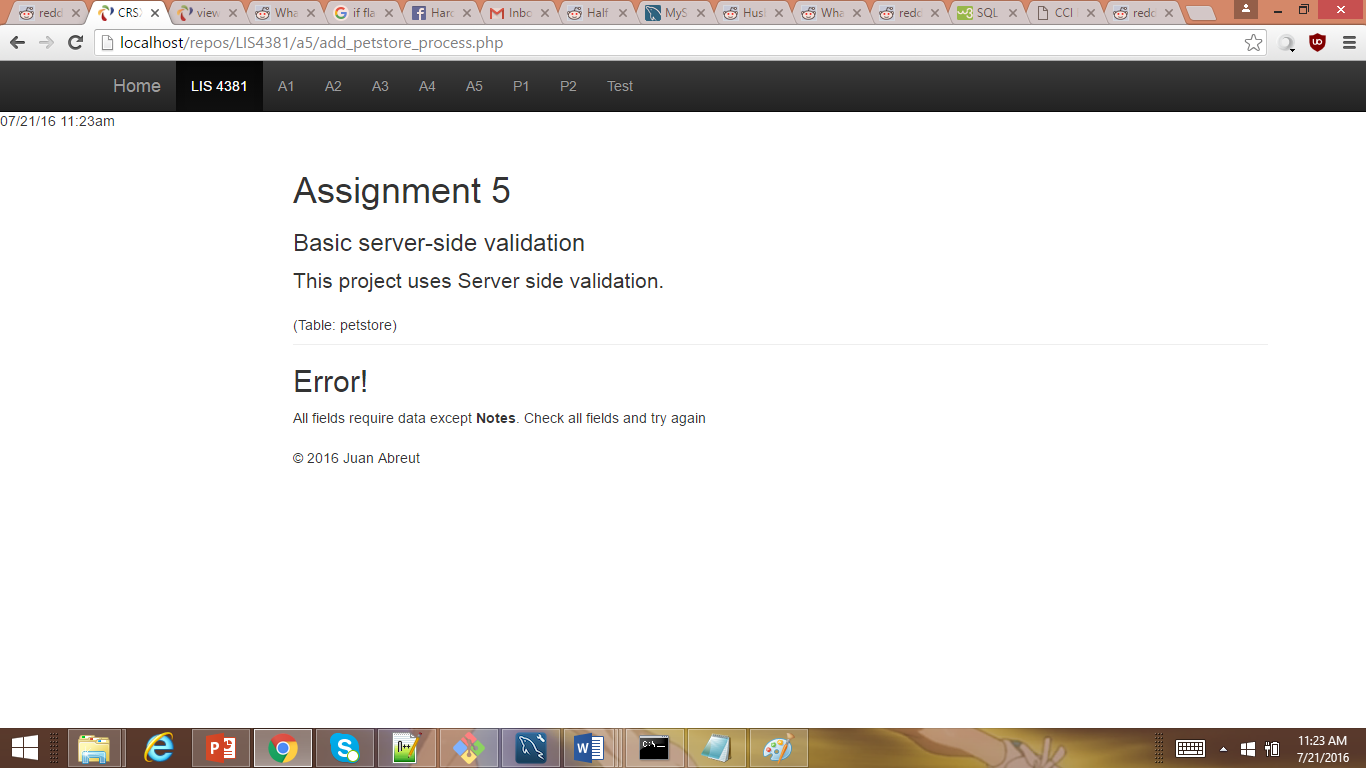 redd CRSX view Wha if fla Hard Inbo Half MyS Husl Wha redd SQL CCI redd
localhost/repos/LIS4381/a5/add_petstore_process.php
Home LIS 4381 A1 A2 A3 A4 A5 P1 P2 Test
07/21/16 11:23am
Assignment 5
Basic server-side validation
This project uses Server side validation.
(Table: petstore)
Error!
All fields require data except Notes. Check all fields and try again
© 2016 Juan Abreut
11:23 AM
7/21/2016